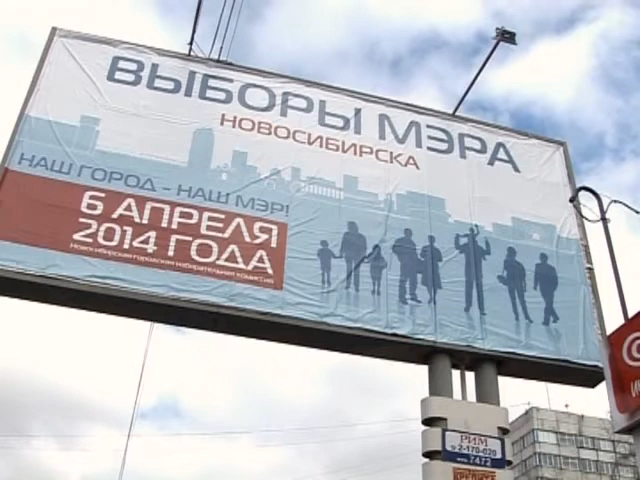 ВЫБОРЫ МЭРА
НОВОСИБИРСКА
НАШ ГОРОД - НАШ МЭР!
6 АПРЕЛЯ
2014 ГОДА
Новосибирская городская избирательная комиссия
РИМ
2-170-020
7472